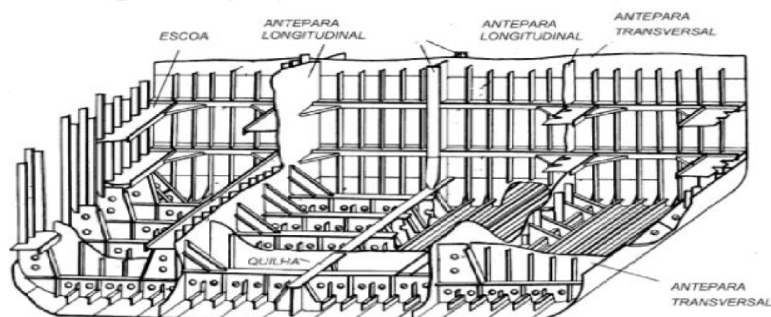 ESCOA
ANTEPARA
LONGITUDINAL
ANTEPARA
LONGITUDINAL
ANTEPARA
TRANSVERSAL
QUILHA
ANTEPARA
TRANSVERSAL